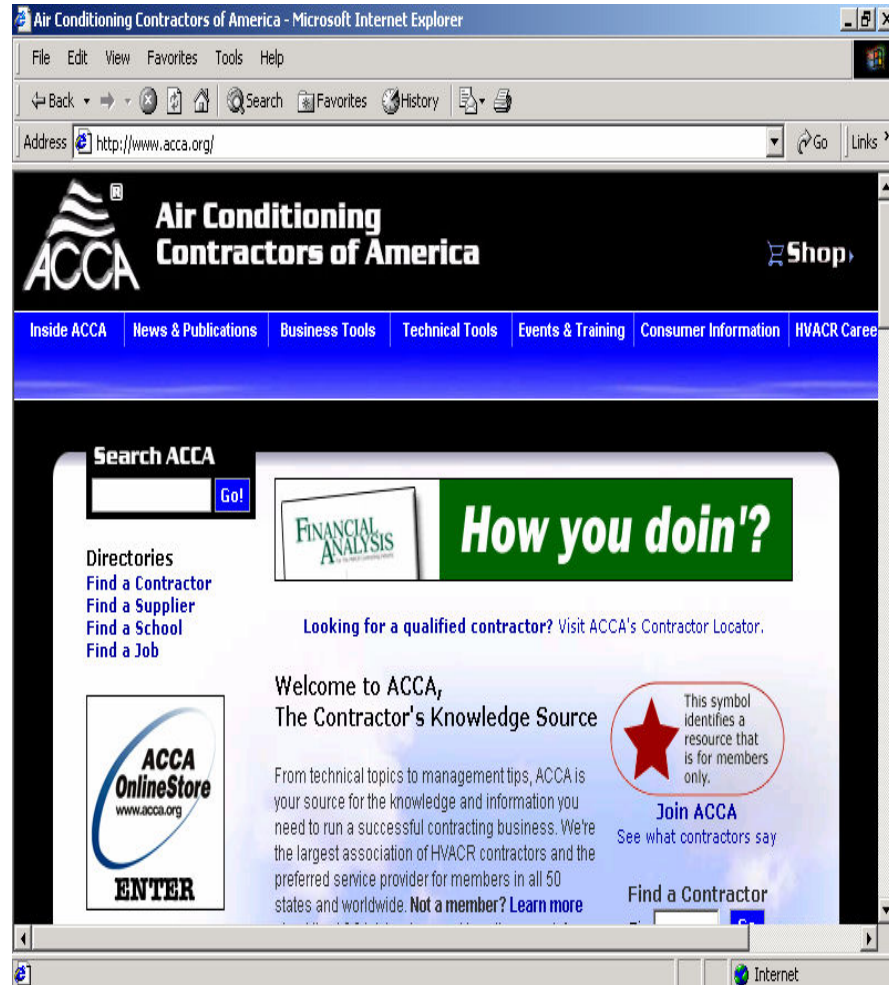 Air Conditioning Contractors of America - Microsoft Internet Explorer
File Edit View Favorites Tools Help
Back Search Favorites History
Address http://www.acca.org/ Go Links
ACCA ®
Air Conditioning
Contractors of America
Shop
Inside ACCA News & Publications Business Tools Technical Tools Events & Training Consumer Information HVACR Caree
Search ACCA
Go!
Directories
Find a Contractor
Find a Supplier
Find a School
Find a Job
ACCA
OnlineStore
www.acca.org
ENTER
FINANCIAL
ANALYSIS
How you doin'?
Looking for a qualified contractor? Visit ACCA's Contractor Locator.
Welcome to ACCA,
The Contractor's Knowledge Source
From technical topics to management tips, ACCA is
your source for the knowledge and information you
need to run a successful contracting business. We're
the largest association of HVACR contractors and the
preferred service provider for members in all 50
states and worldwide. Not a member? Learn more
This symbol
identifies a
resource that
is for members
only.
Join ACCA
See what contractors say
Find a Contractor
Internet